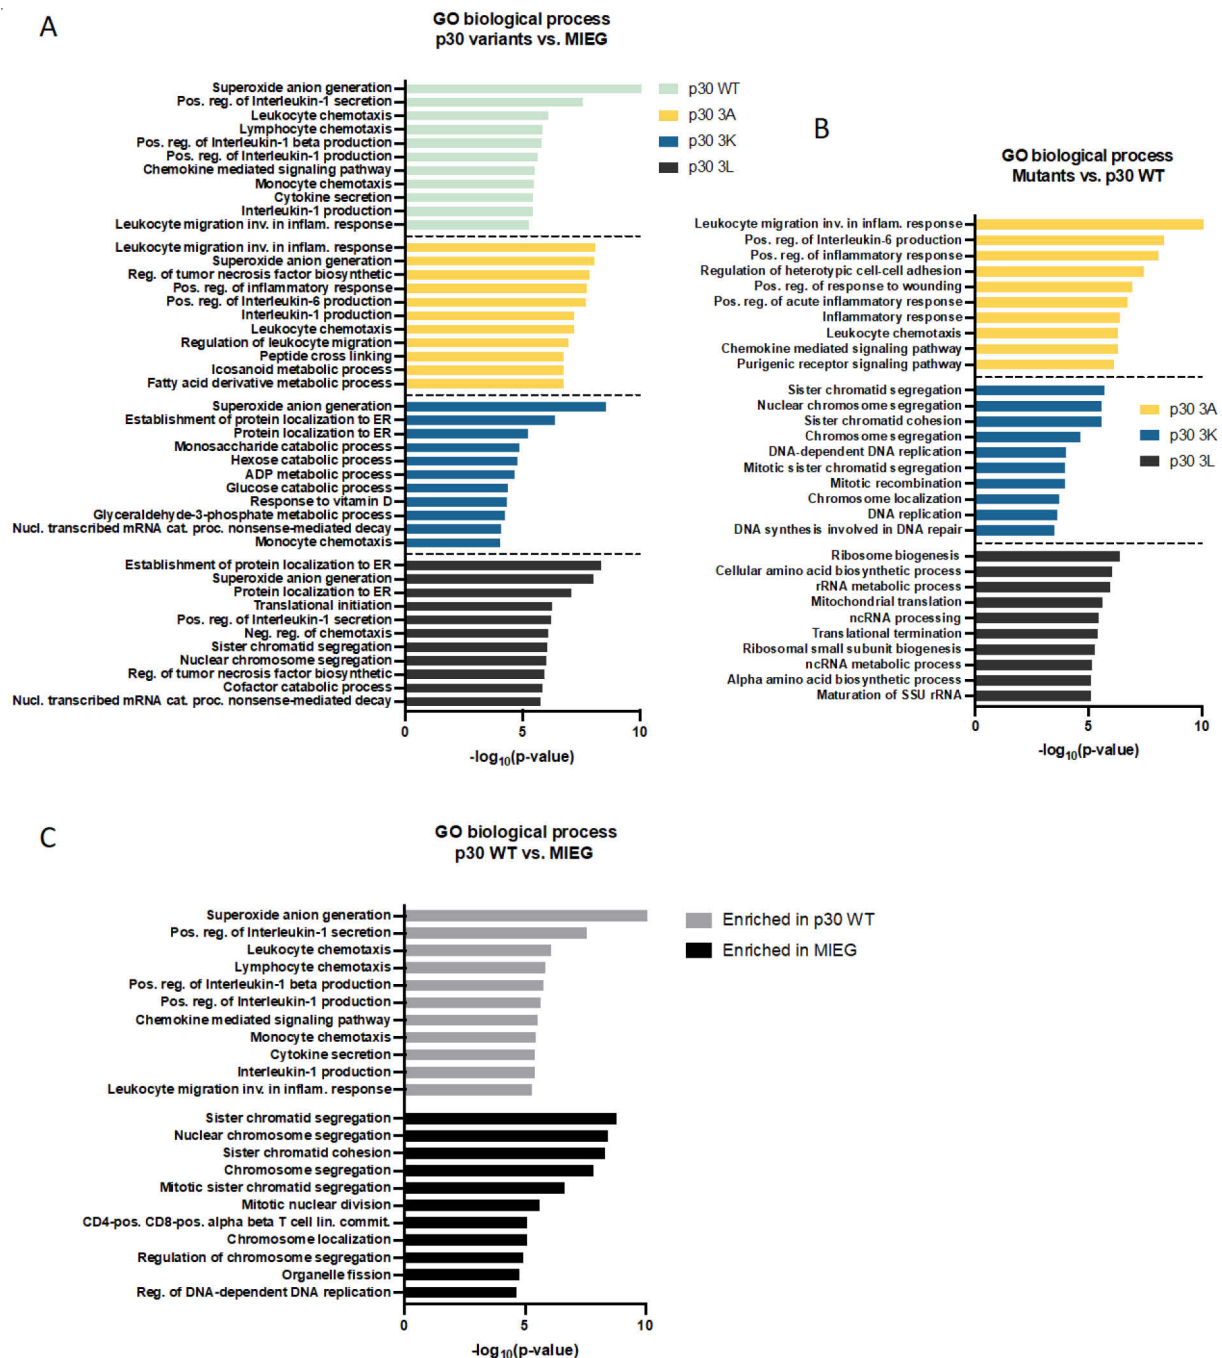 A
GO biological process
p30 variants vs. MIEG
Superoxide anion generation
Pos. reg. of Interleukin-1 secretion
Leukocyte chemotaxis
Lymphocyte chemotaxis
Pos. reg. of Interleukin-1 beta production
Pos. reg. of Interleukin-1 production
Chemokine mediated signaling pathway
Monocyte chemotaxis
Cytokine secretion
Interleukin-1 production
Leukocyte migration inv. in inflam. response
Leukocyte migration inv. in inflam. response
Superoxide anion generation
Reg. of tumor necrosis factor biosynthetic
Pos. reg. of inflammatory response
Pos. reg. of Interleukin-6 production
Interleukin-1 production
Leukocyte chemotaxis
Regulation of leukocyte migration
Peptide cross linking
Icosanoid metabolic process
Fatty acid derivative metabolic process
Superoxide anion generation
Establishment of protein localization to ER
Protein localization to ER
Monosaccharide catabolic process
Hexose catabolic process
ADP metabolic process
Glucose catabolic process
Response to vitamin D
Glyceraldehyde-3-phosphate metabolic process
Nucl. transcribed mRNA cat. proc. nonsense-mediated decay
Monocyte chemotaxis
Establishment of protein localization to ER
Superoxide anion generation
Protein localization to ER
Translational initiation
Pos. reg. of Interleukin-1 secretion
Neg. reg. of chemotaxis
Sister chromatid segregation
Nuclear chromosome segregation
Reg. of tumor necrosis factor biosynthetic
Cofactor catabolic process
Nucl. transcribed mRNA cat. proc. nonsense-mediated decay
0 5 10
-log10(p-value)
p30 WT
p30 3A
p30 3K
p30 3L
B
GO biological process
Mutants vs. p30 WT
Leukocyte migration inv. in inflam. response
Pos. reg. of Interleukin-6 production
Pos. reg. of inflammatory response
Regulation of heterotypic cell-cell adhesion
Pos. reg. of response to wounding
Pos. reg. of acute inflammatory response
Inflammatory response
Leukocyte chemotaxis
Chemokine mediated signaling pathway
Purigenic receptor signaling pathway
Sister chromatid segregation
Nuclear chromosome segregation
Sister chromatid cohesion
Chromosome segregation
DNA-dependent DNA replication
Mitotic sister chromatid segregation
Mitotic recombination
Chromosome localization
DNA replication
DNA synthesis involved in DNA repair
Ribosome biogenesis
Cellular amino acid biosynthetic process
rRNA metabolic process
Mitochondrial translation
ncRNA processing
Translational termination
Ribosomal small subunit biogenesis
ncRNA metabolic process
Alpha amino acid biosynthetic process
Maturation of SSU rRNA
0 5 10
-log10(p-value)
p30 3A
p30 3K
p30 3L
C
GO biological process
p30 WT vs. MIEG
Superoxide anion generation
Pos. reg. of Interleukin-1 secretion
Leukocyte chemotaxis
Lymphocyte chemotaxis
Pos. reg. of Interleukin-1 beta production
Pos. reg. of Interleukin-1 production
Chemokine mediated signaling pathway
Monocyte chemotaxis
Cytokine secretion
Interleukin-1 production
Leukocyte migration inv. in inflam. response
Sister chromatid segregation
Nuclear chromosome segregation
Sister chromatid cohesion
Chromosome segregation
Mitotic sister chromatid segregation
Mitotic nuclear division
CD4-pos. CD8-pos. alpha beta T cell lin. commit.
Chromosome localization
Regulation of chromosome segregation
Organelle fission
Reg. of DNA-dependent DNA replication
0 5 10
-log10(p-value)
Enriched in p30 WT
Enriched in MIEG